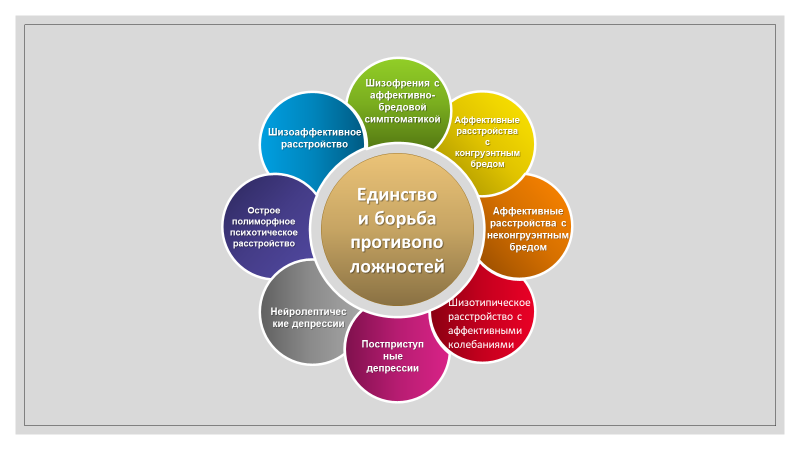 Шизофрения с
аффективно-
бредовой
симптоматикой
Аффективные
расстройства
с
конгруэнтным
бредом
Аффективные
расстройства с
неконгруэнтным
бредом
Шизотипическое
расстройство с
аффективными
колебаниями
Постприступ
ные
депрессии
Нейролептичес
кие депрессии
Острое
полиморфное
психотическое
расстройство
Шизоаффективное
расстройство
Единство
и борьба
противопо
ложностей